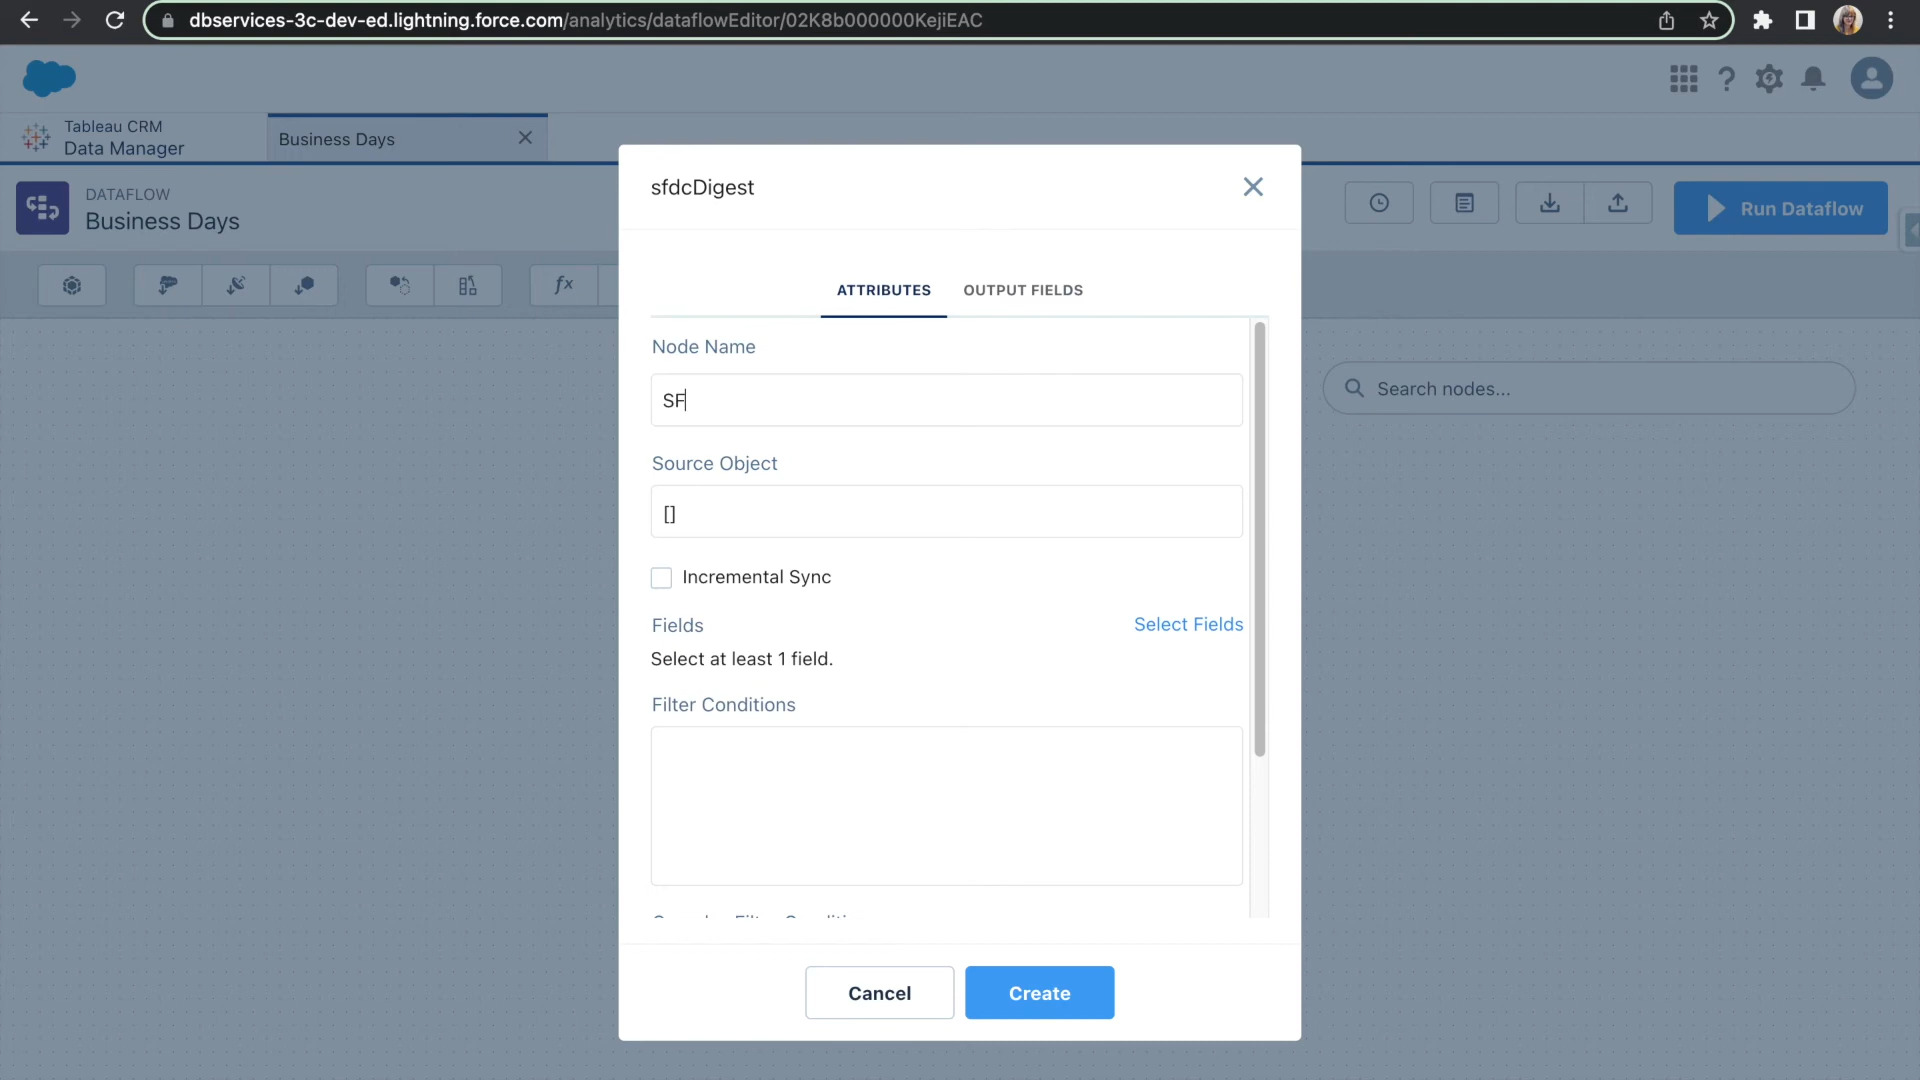 dbservices-3c-dev-ed.lightning.force.com/analytics/dataflowEditor/02K8b000000KejiEAC
Tableau CRM
Data Manager
Business Days
DATAFLOW
Business Days
Run Dataflow
fx
Search nodes...
sfdcDigest
ATTRIBUTES
OUTPUT FIELDS
Node Name
SF
Source Object
[]
Incremental Sync
Fields
Select Fields
Select at least 1 field.
Filter Conditions
Cancel
Create